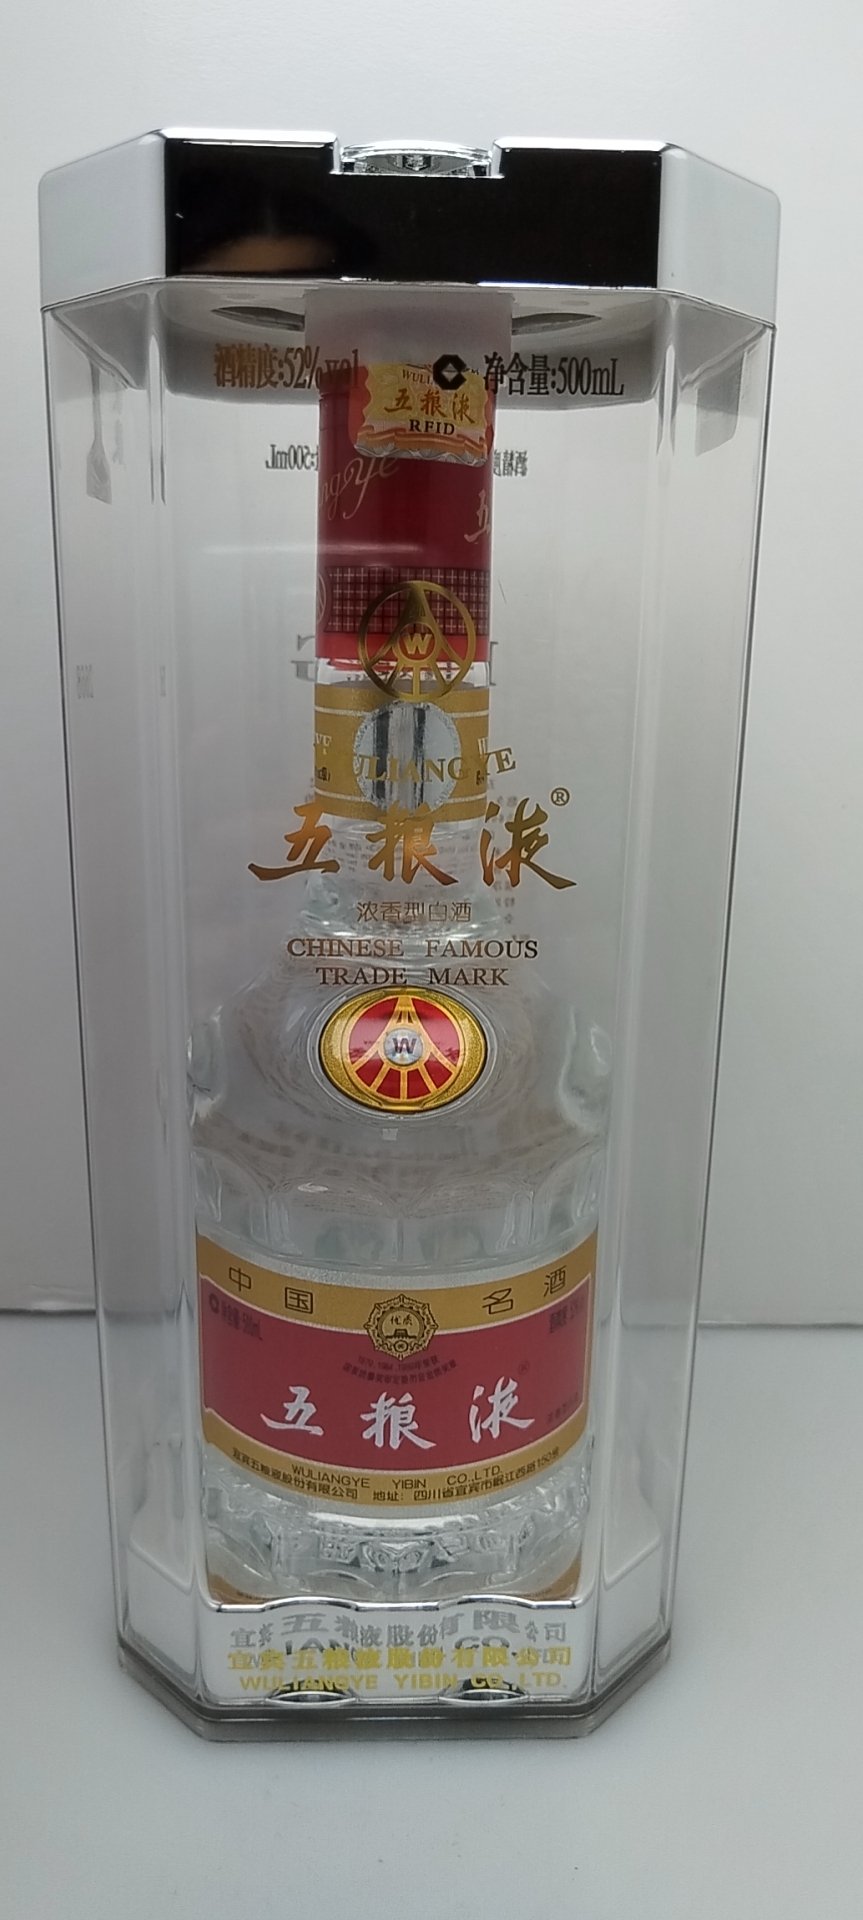 酒精度:52%vol 净含量:500mL
五粮液
RFID
W
WULIANGYE
五粮液®
浓香型白酒
CHINESE FAMOUS
TRADE MARK
W
中国名酒
优质
五粮液®
WULIANGYE YIBIN CO.,LTD.
宜宾五粮液股份有限公司 地址：四川省宜宾市岷江西路150号
宜宾五粮液股份有限公司
WULIANGYE YIBIN CO.,LTD.